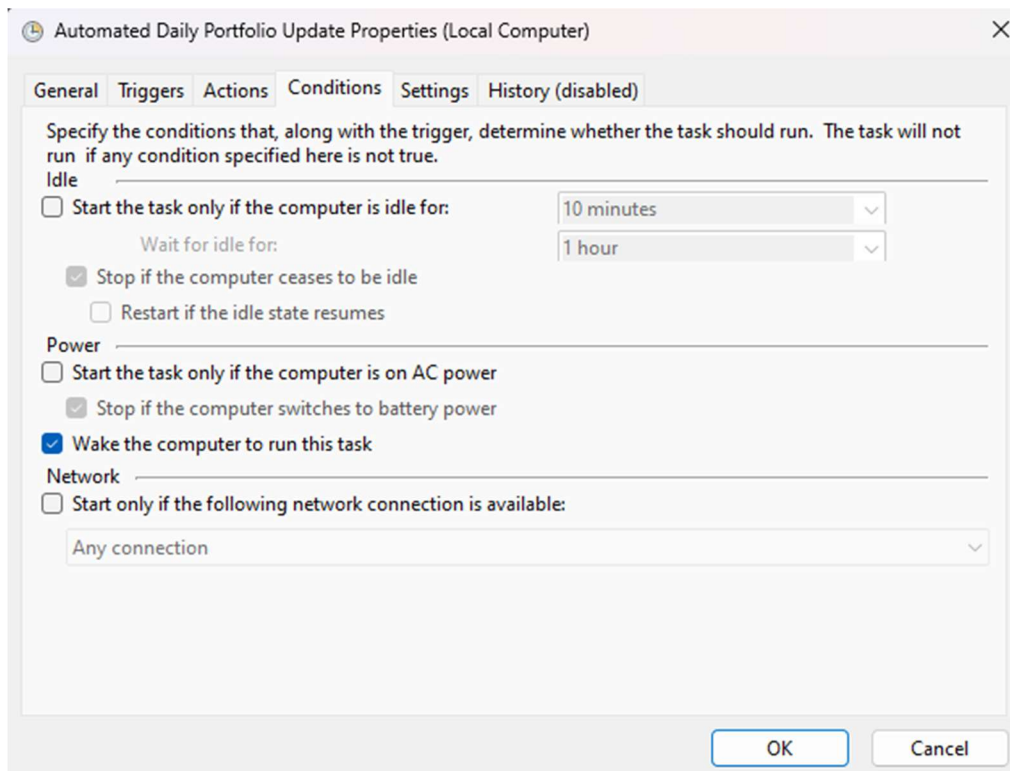 Automated Daily Portfolio Update Properties (Local Computer)
General Triggers Actions Conditions Settings History (disabled)
Specify the conditions that, along with the trigger, determine whether the task should run. The task will not
run if any condition specified here is not true.
Idle
Start the task only if the computer is idle for: 10 minutes
Wait for idle for: 1 hour
Stop if the computer ceases to be idle
Restart if the idle state resumes
Power
Start the task only if the computer is on AC power
Stop if the computer switches to battery power
Wake the computer to run this task
Network
Start only if the following network connection is available:
Any connection
OK Cancel